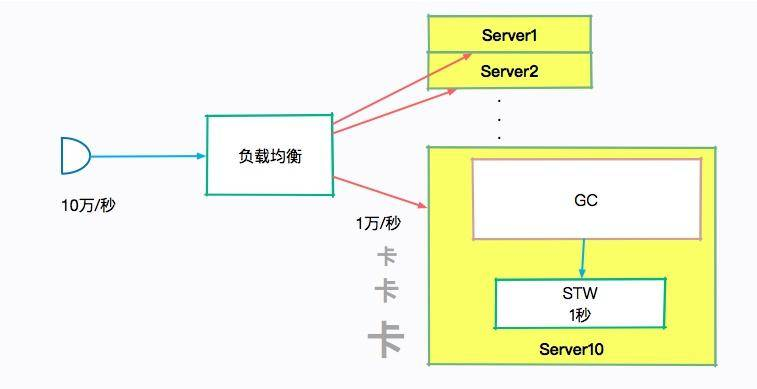 Server1
Server2
负载均衡
10万/秒
1万/秒
卡
卡
卡
GC
STW
1秒
Server10